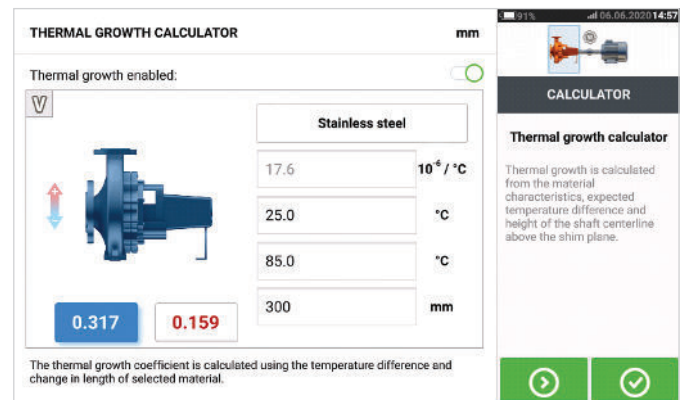 THERMAL GROWTH CALCULATOR mm
Thermal growth enabled:
V
Stainless steel
17.6 10⁻⁶ / °C
25.0 °C
85.0 °C
300 mm
0.317 0.159
The thermal growth coefficient is calculated using the temperature difference and
change in length of selected material.
91% 06.06.2020 14:57
CALCULATOR
Thermal growth calculator
Thermal growth is calculated
from the material
characteristics, expected
temperature difference and
height of the shaft centerline
above the shim plane.